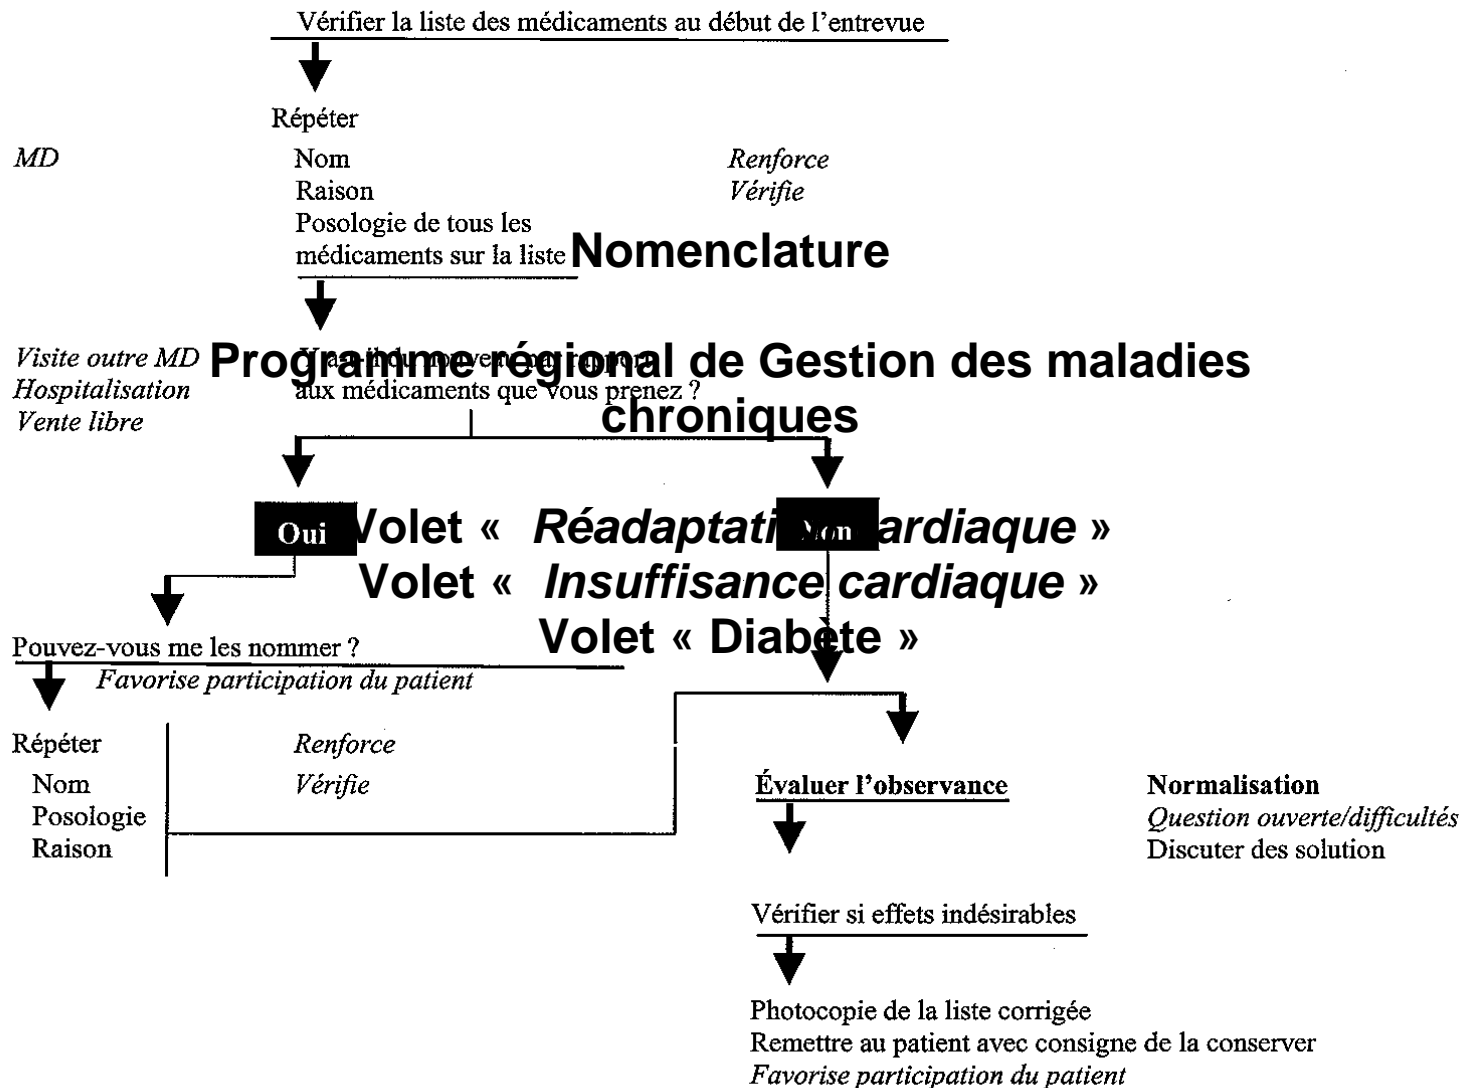 Vérifier la liste des médicaments au début de l'entrevue
Répéter
MD
Nom
Renforce
Raison
Vérifie
Posologie de tous les
médicaments sur la liste
Nomenclature
Visite outre MD
Hospitalisation
Vente libre
aux médicaments que vous prenez ?
Programme régional de Gestion des maladies
chroniques
Oui
Non
Volet « Réadaptation cardiaque »
Volet « Insuffisance cardiaque »
Volet « Diabète »
Pouvez-vous me les nommer ?
Favorise participation du patient
Répéter
Renforce
Nom
Vérifie
Posologie
Raison
Évaluer l'observance
Normalisation
Question ouverte/difficultés
Discuter des solution
Vérifier si effets indésirables
Photocopie de la liste corrigée
Remettre au patient avec consigne de la conserver
Favorise participation du patient